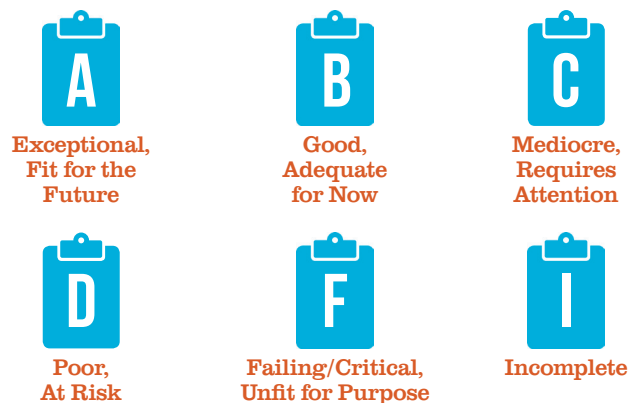 A
Exceptional,
Fit for the
Future
B
Good,
Adequate
for Now
C
Mediocre,
Requires
Attention
D
Poor,
At Risk
F
Failing/Critical,
Unfit for Purpose
I
Incomplete